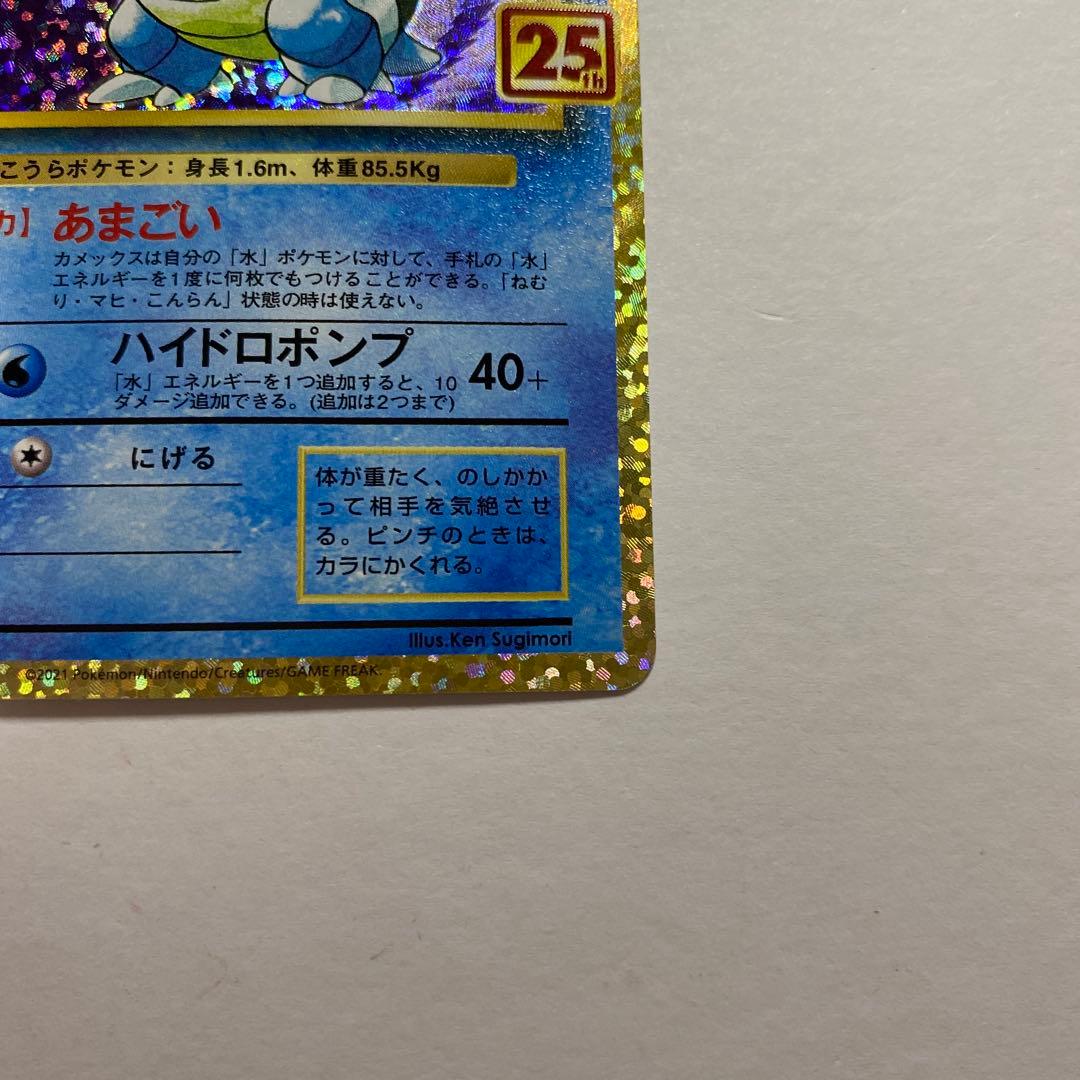 25th
こうらポケモン：身長1.6m、体重85.5Kg
カ】 あまごい
カメックスは自分の「水」ポケモンに対して、手札の「水」
エネルギーを1度に何枚でもつけることができる。「ねむ
り・マヒ・こんらん」状態の時は使えない。
ハイドロポンプ 40+
「水」エネルギーを1つ追加すると、10
ダメージ追加できる。(追加は2つまで)
にげる
体が重たく、のしかか
って相手を気絶させ
る。ピンチのときは、
カラにかくれる。
Illus.Ken Sugimori
©2021 Pokémon/Nintendo/Creatures/GAME FREAK.